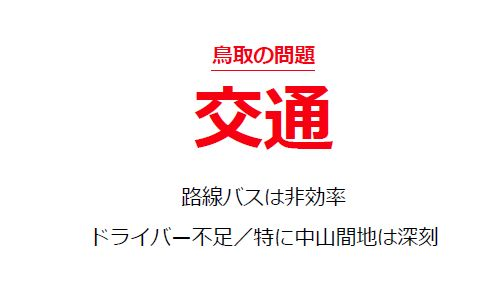 鳥取の問題
交通
路線バスは非効率
ドライバー不足／特に中山間地は深刻